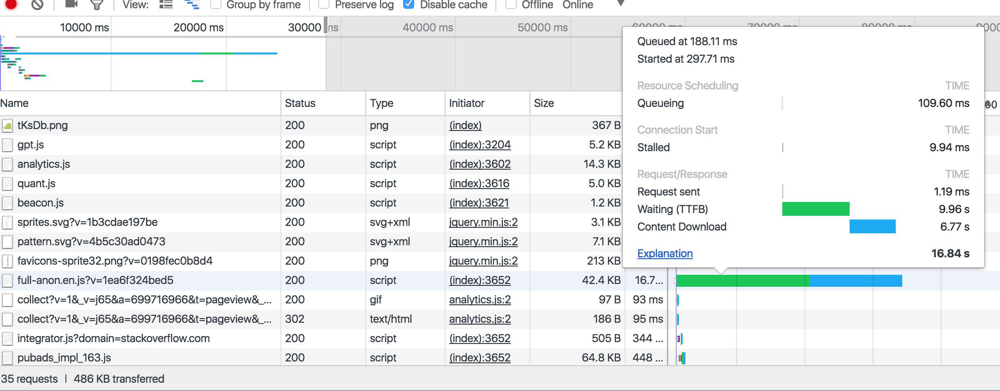 View: Group by frame Preserve log Disable cache Offline Online
10000 ms 20000 ms 30000 ms 40000 ms 50000 ms 60000 ms 70000 ms 80000 ms
Name Status Type Initiator Size
tKsDb.png 200 png (index) 367 B
gpt.js 200 script (index):3204 5.2 KB
analytics.js 200 script (index):3602 14.3 KB
quant.js 200 script (index):3616 5.0 KB
beacon.js 200 script (index):3621 1.2 KB
sprites.svg?v=1b3cdae197be 200 svg+xml jquery.min.js:2 3.1 KB
pattern.svg?v=4b5c30ad0473 200 svg+xml jquery.min.js:2 7.1 KB
favicons-sprite32.png?v=0198fec0b8d4 200 png jquery.min.js:2 213 KB
full-anon.en.js?v=1ea6f324bed5 200 script (index):3652 42.4 KB 16.7...
collect?v=1&_v=j65&a=699716966&t=pageview&_... 200 gif analytics.js:2 97 B 93 ms
collect?v=1&_v=j65&a=699716966&t=pageview&_... 302 text/html analytics.js:2 186 B 95 ms
integrator.js?domain=stackoverflow.com 200 script (index):3652 505 B 344 ...
pubads_impl_163.js 200 script (index):3652 64.8 KB 448 ...
35 requests | 486 KB transferred
Queued at 188.11 ms
Started at 297.71 ms
Resource Scheduling TIME
Queueing 109.60 ms
Connection Start TIME
Stalled 9.94 ms
Request/Response TIME
Request sent 1.19 ms
Waiting (TTFB) 9.96 s
Content Download 6.77 s
Explanation 16.84 s